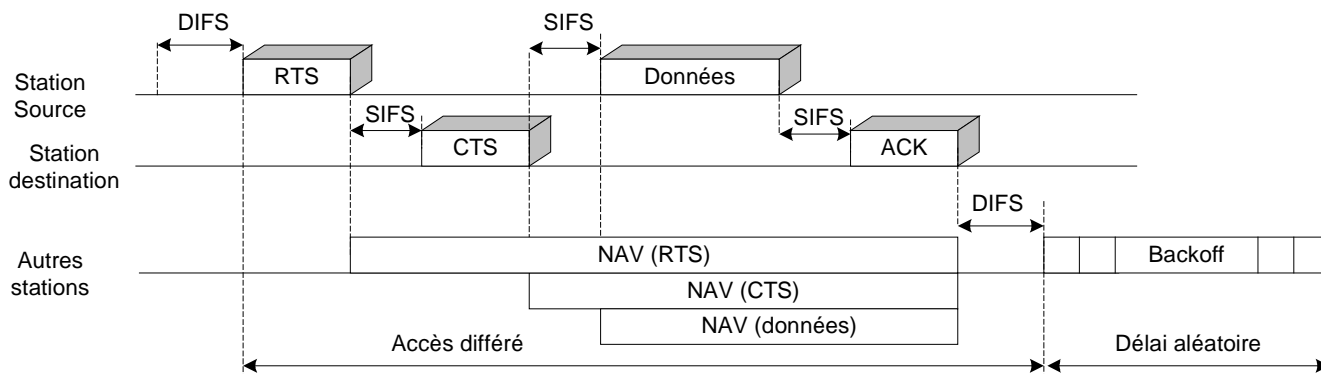 DIFS
SIFS
RTS
Données
Station
Source
SIFS
SIFS
CTS
ACK
Station
destination
DIFS
NAV (RTS)
Backoff
Autres
stations
NAV (CTS)
NAV (données)
Accès différé
Délai aléatoire